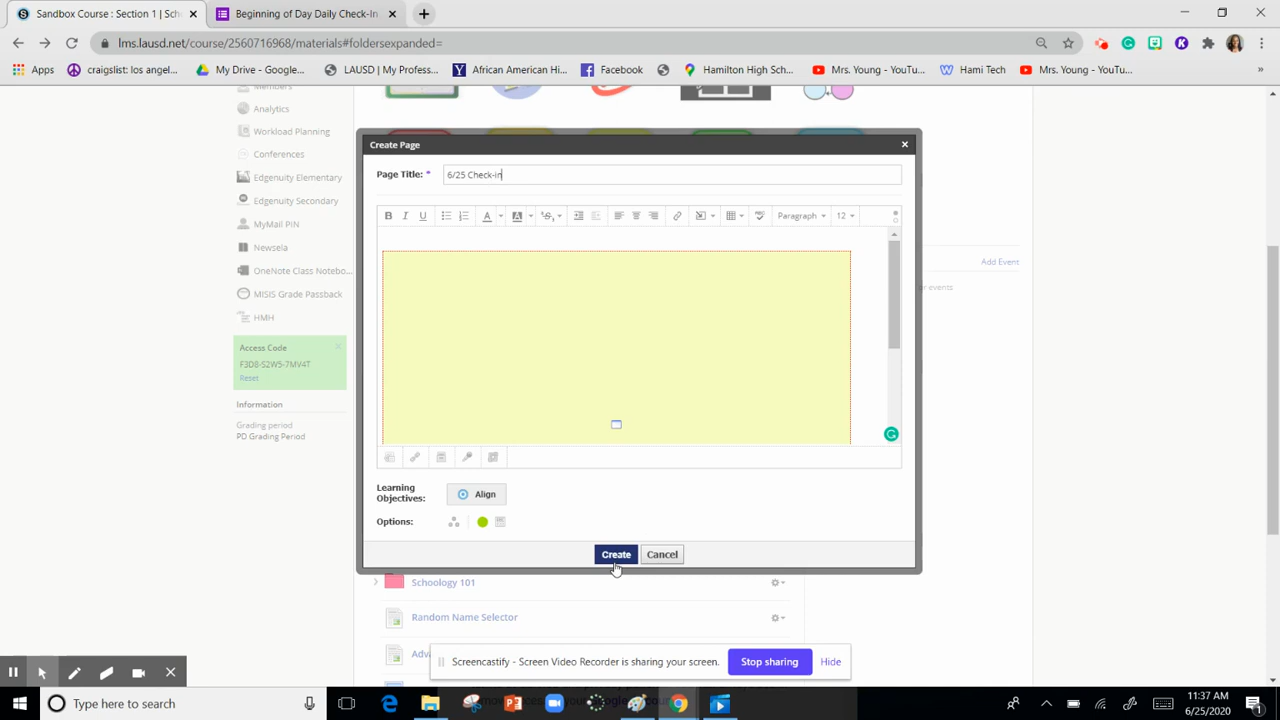 Sandbox Course : Section 1 | Sch
Beginning of Day Daily Check-In
lms.lausd.net/course/2560716968/materials#foldersexpanded=
Apps
craigslist: los angel...
My Drive - Google...
LAUSD | My Profess...
African American Hi...
Facebook
Hamilton High Sch...
Mrs. Young - YouTu...
Hami Tech
Mrs. Young - YouTu...
Members
Analytics
Workload Planning
Conferences
Edgenuity Elementary
Edgenuity Secondary
MyMail PIN
Newsela
OneNote Class Notebo...
MISIS Grade Passback
HMH
Access Code
F3D8-S2W5-7MV4T
Reset
Information
Grading period
PD Grading Period
Create Page
Page Title: *
6/25 Check-in
B I U
Paragraph
12
Add Event
or events
Learning Objectives:
Align
Options:
Create
Cancel
Schoology 101
Random Name Selector
Adva
Screencastify - Screen Video Recorder is sharing your screen.
Stop sharing
Hide
Type here to search
11:37 AM
6/25/2020